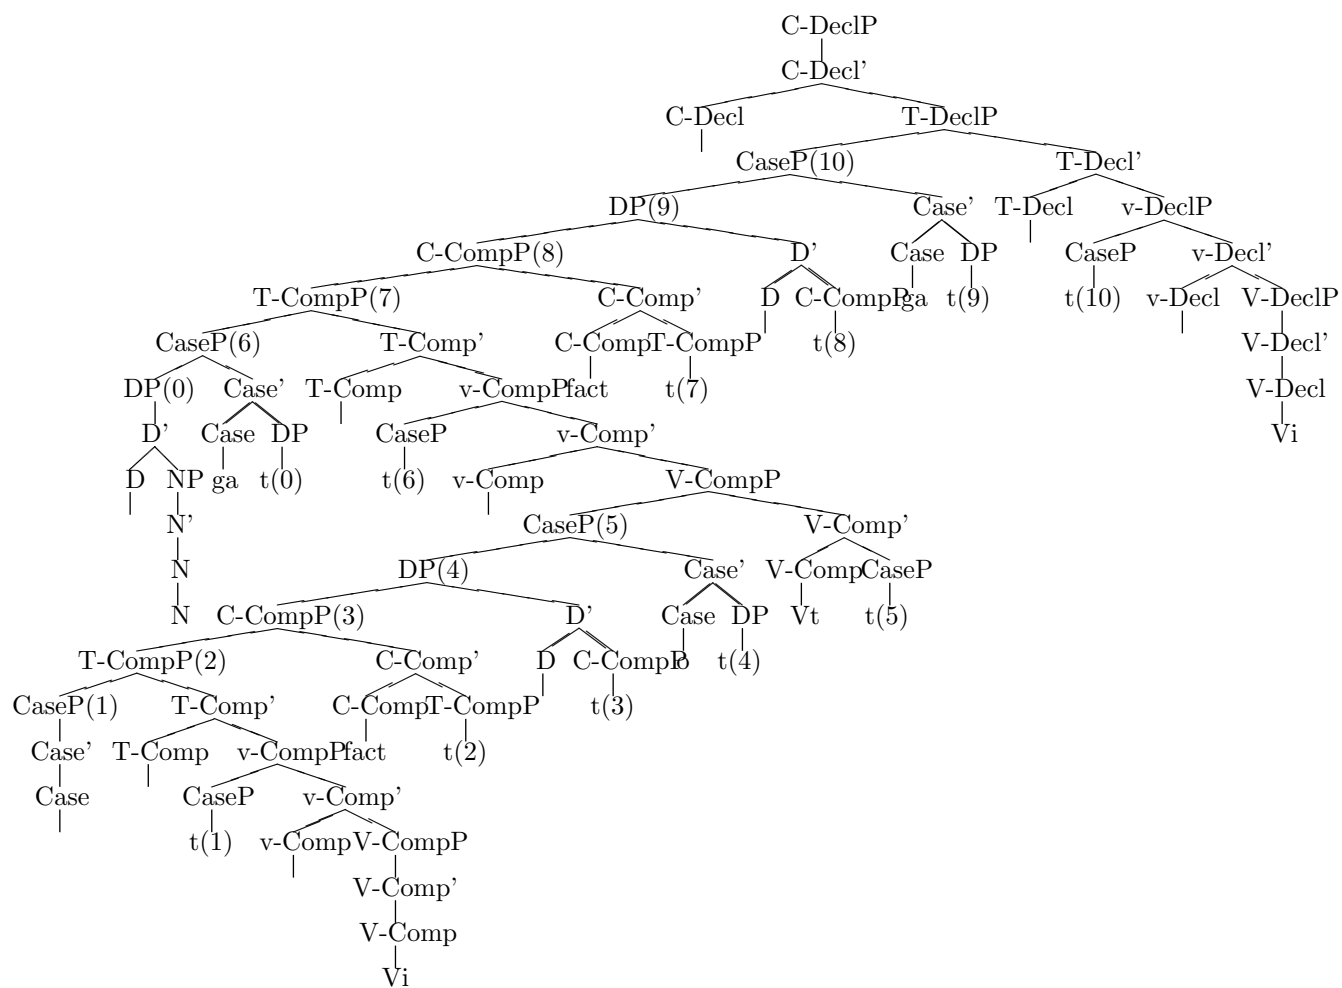 C-DeclP
C-Decl’
C-Decl T-DeclP
CaseP(10) T-Decl’
DP(9) Case’ T-Decl v-DeclP
C-CompP(8) D’ Case DP CaseP v-Decl’
T-CompP(7) C-Comp’ D C-CompP ga t(9) t(10) v-Decl V-DeclP
CaseP(6) T-Comp’ C-Comp T-CompP t(8) V-Decl’
DP(0) Case’ T-Comp v-CompP fact t(7) V-Decl
D’ Case DP CaseP v-Comp’ Vi
D NP ga t(0) t(6) v-Comp V-CompP
N’ CaseP(5) V-Comp’
N DP(4) Case’ V-Comp CaseP
N C-CompP(3) D’ Case DP Vt t(5)
T-CompP(2) C-Comp’ D C-CompP o t(4)
CaseP(1) T-Comp’ C-Comp T-CompP t(3)
Case’ T-Comp v-CompP fact t(2)
Case CaseP v-Comp’
t(1) v-Comp V-CompP
V-Comp’
V-Comp
Vi